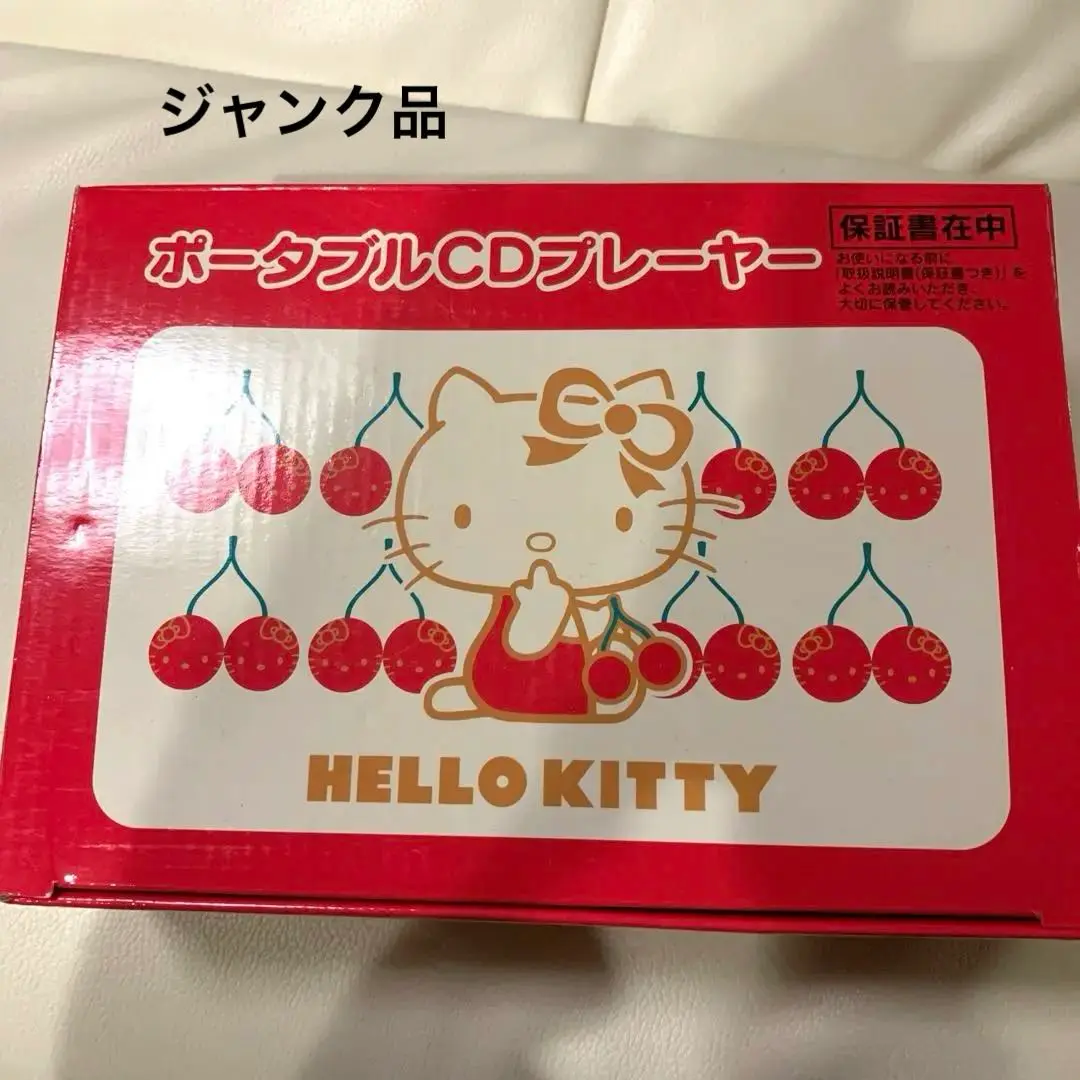 ジャンク品
ポータブルCDプレーヤー
保証書在中
お使いになる前に
「取扱説明書(保証書つき)」を
よくお読みいただき、
大切に保管してください。
HELLO KITTY